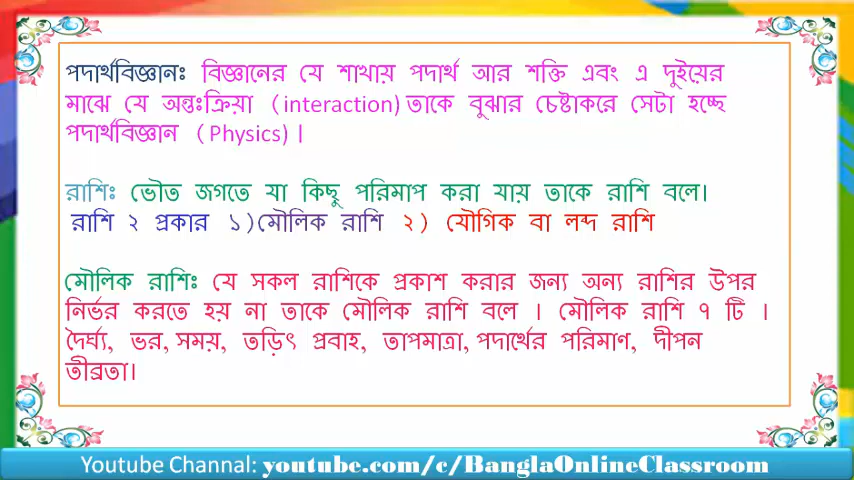 পদার্থবিজ্ঞানঃ বিজ্ঞানের যে শাখায় পদার্থ আর শক্তি এবং এ দুইয়ের
মাঝে যে অন্তঃক্রিয়া (interaction) তাকে বুঝার চেষ্টাকরে সেটা হচ্ছে
পদার্থবিজ্ঞান (Physics) ।
রাশিঃ ভৌত জগতে যা কিছু পরিমাপ করা যায় তাকে রাশি বলে।
রাশি ২ প্রকার ১)মৌলিক রাশি ২) যৌগিক বা লব্দ রাশি
মৌলিক রাশিঃ যে সকল রাশিকে প্রকাশ করার জন্য অন্য রাশির উপর
নির্ভর করতে হয় না তাকে মৌলিক রাশি বলে । মৌলিক রাশি ৭ টি ।
দৈর্ঘ্য, ভর, সময়, তড়িৎ প্রবাহ, তাপমাত্রা, পদার্থের পরিমাণ, দীপন
তীব্রতা।
Youtube Channal: youtube.com/c/BanglaOnlineClassroom